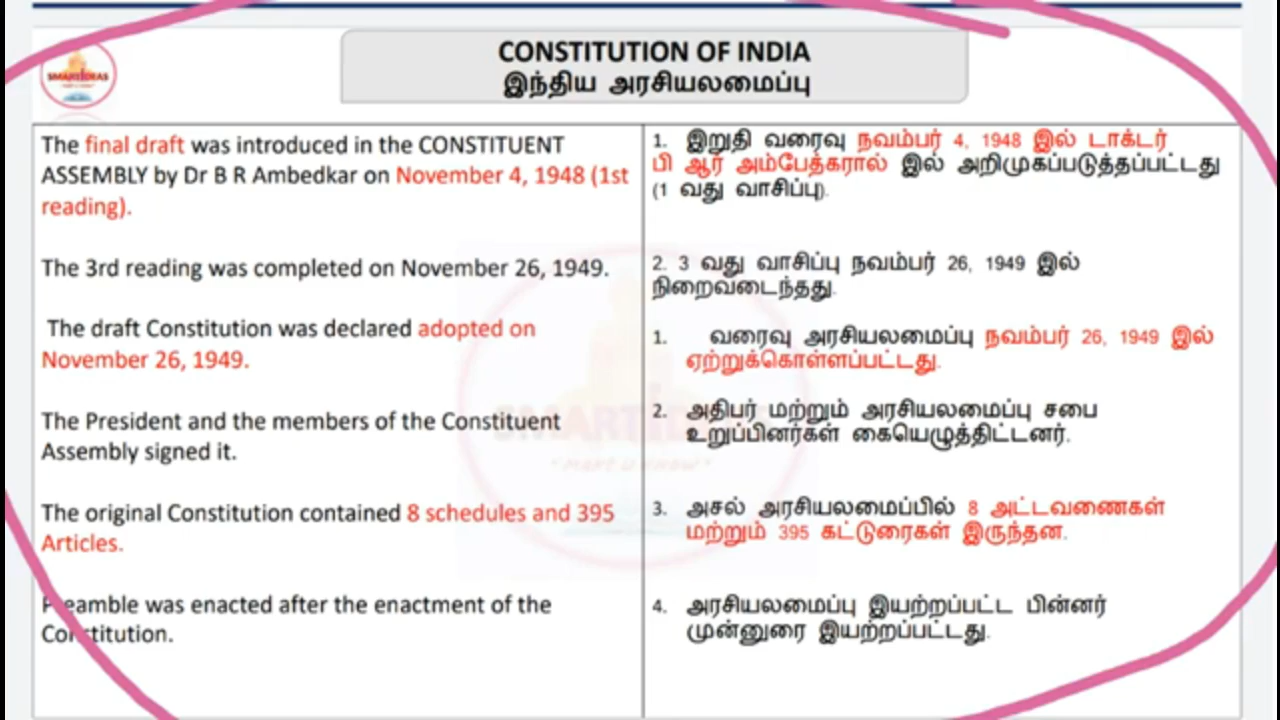 SMART IDEAS
CONSTITUTION OF INDIA
இந்திய அரசியலமைப்பு
The final draft was introduced in the CONSTITUENT
ASSEMBLY by Dr B R Ambedkar on November 4, 1948 (1st
reading).
The 3rd reading was completed on November 26, 1949.
The draft Constitution was declared adopted on
November 26, 1949.
The President and the members of the Constituent
Assembly signed it.
The original Constitution contained 8 schedules and 395
Articles.
Preamble was enacted after the enactment of the
Constitution.
1. இறுதி வரைவு நவம்பர் 4, 1948 இல் டாக்டர்
பி ஆர் அம்பேத்கரால் இல் அறிமுகப்படுத்தப்பட்டது
(1 வது வாசிப்பு).
2. 3 வது வாசிப்பு நவம்பர் 26, 1949 இல்
நிறைவடைந்தது.
1. வரைவு அரசியலமைப்பு நவம்பர் 26, 1949 இல்
ஏற்றுக்கொள்ளப்பட்டது.
2. அதிபர் மற்றும் அரசியலமைப்பு சபை
உறுப்பினர்கள் கையெழுத்திட்டனர்.
3. அசல் அரசியலமைப்பில் 8 அட்டவணைகள்
மற்றும் 395 கட்டுரைகள் இருந்தன.
4. அரசியலமைப்பு இயற்றப்பட்ட பின்னர்
முன்னுரை இயற்றப்பட்டது.